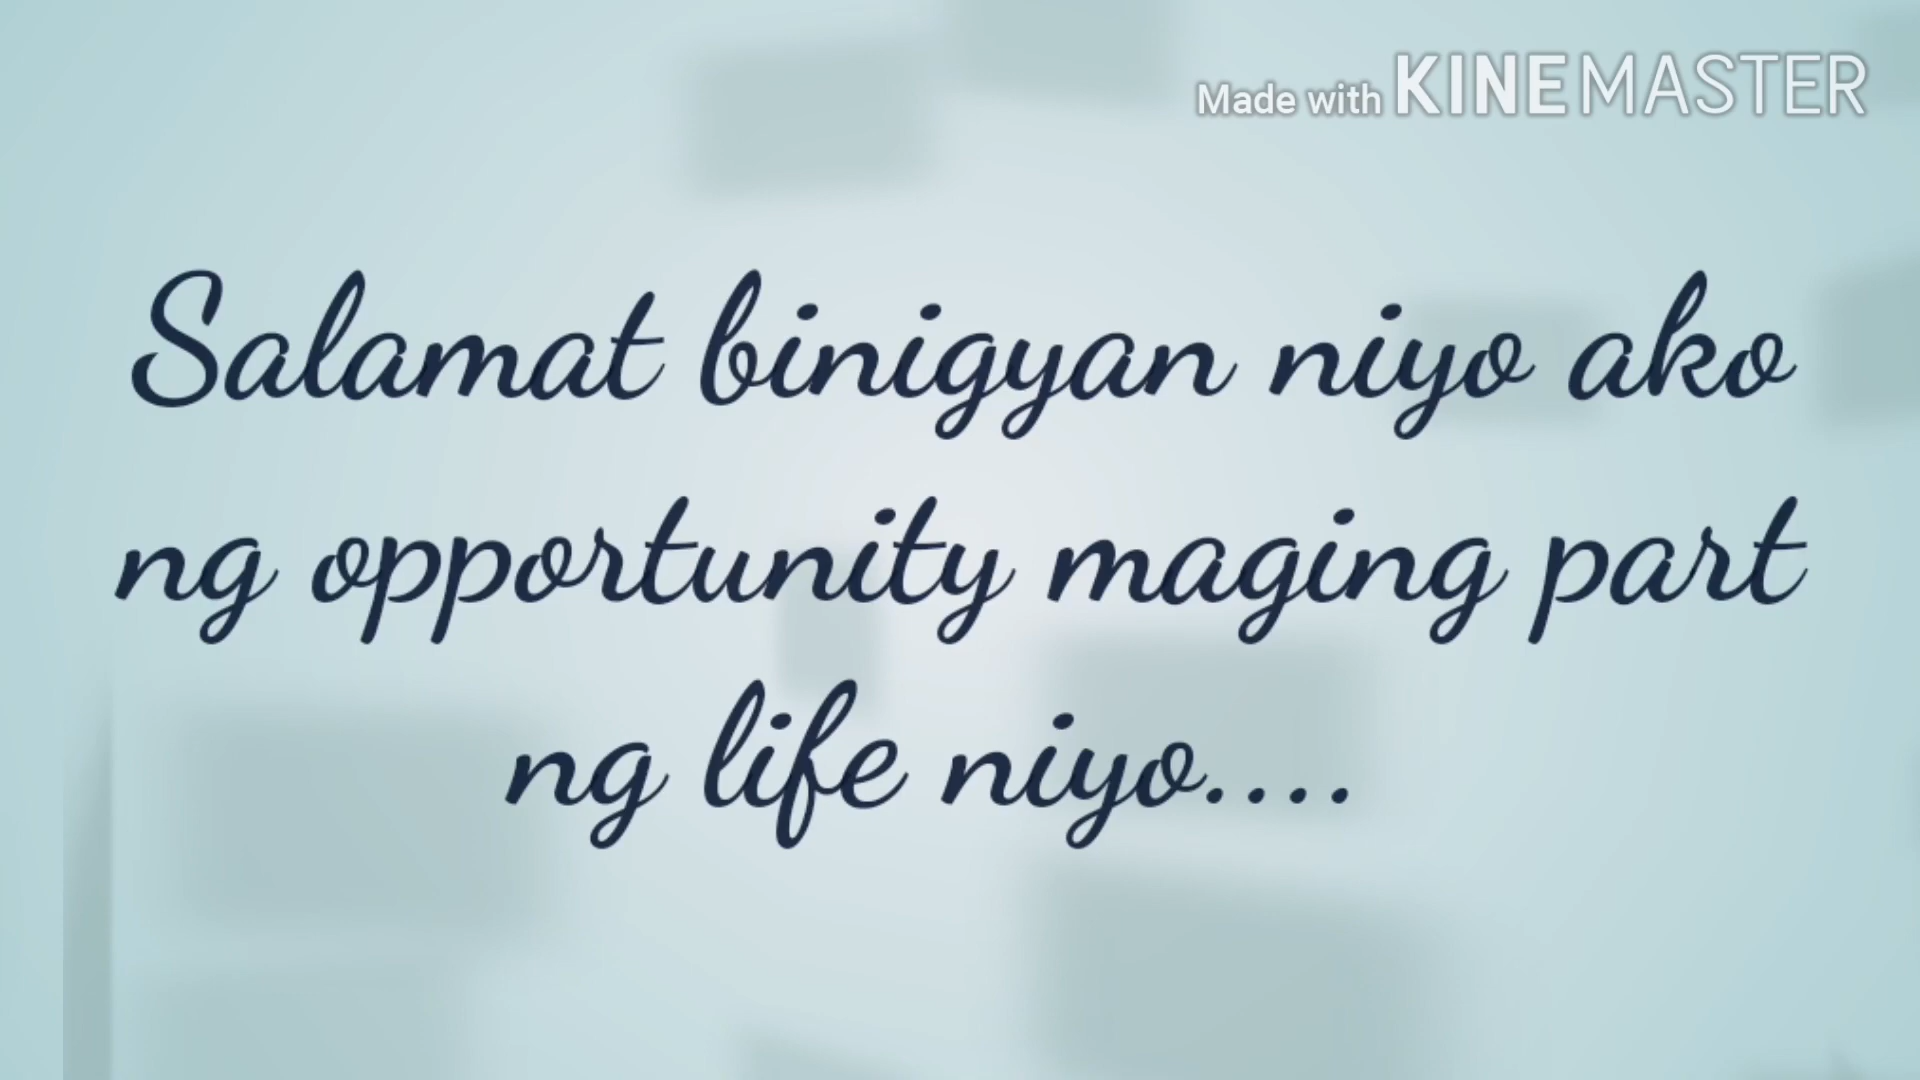 Made with KINEMASTER
Salamat binigyan niyo ako
ng opportunity maging part
ng life niyo....